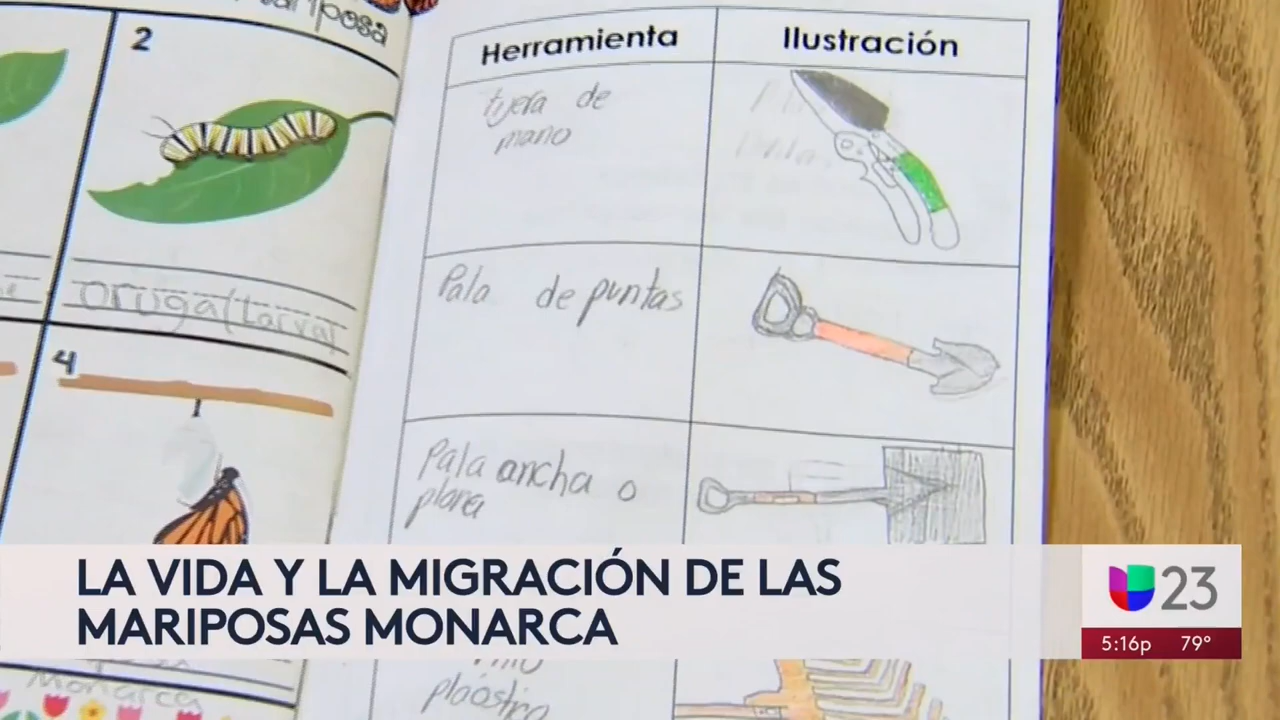 mariposa
2
Oruga (Larva)
4
Monarca
Herramienta
Ilustración
tijera de
mano
Pala de puntas
Pala ancha o
plana
LA VIDA Y LA MIGRACIÓN DE LAS
MARIPOSAS MONARCA
23
5:16p 79°